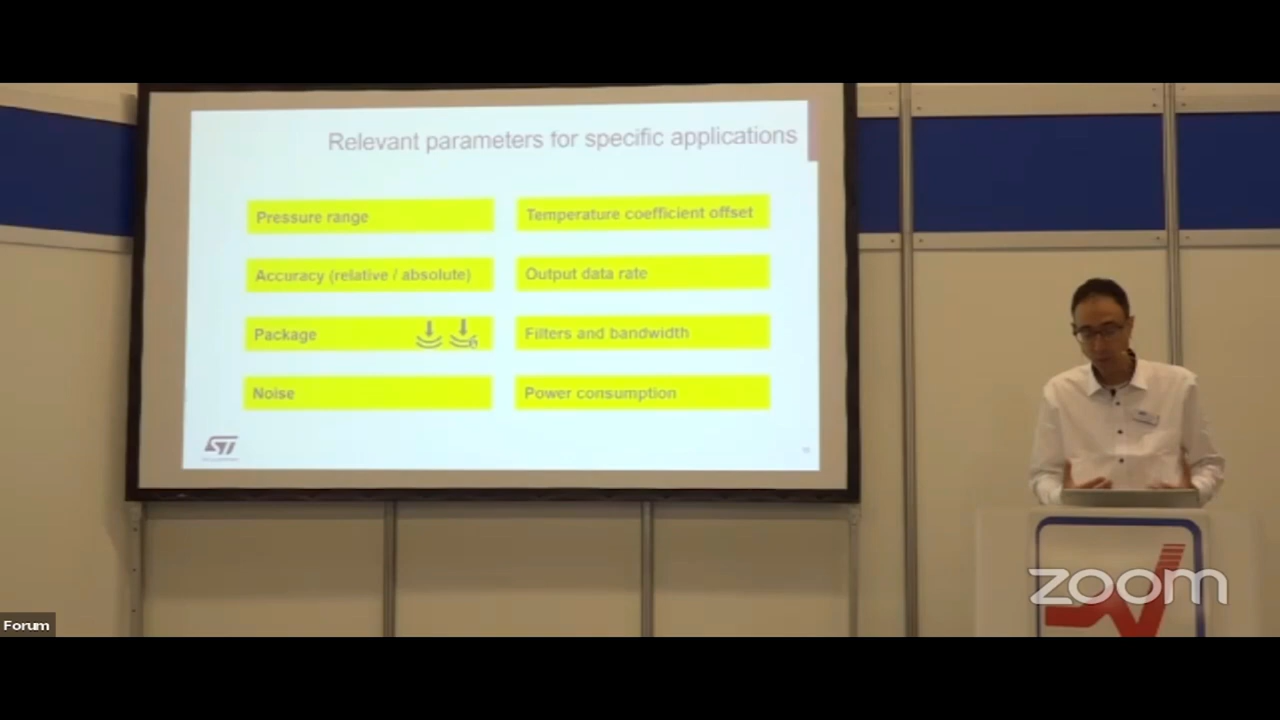 Relevant parameters for specific applications
Pressure range
Temperature coefficient offset
Accuracy (relative / absolute)
Output data rate
Package
Filters and bandwidth
Noise
Power consumption
ST
zoom
Forum